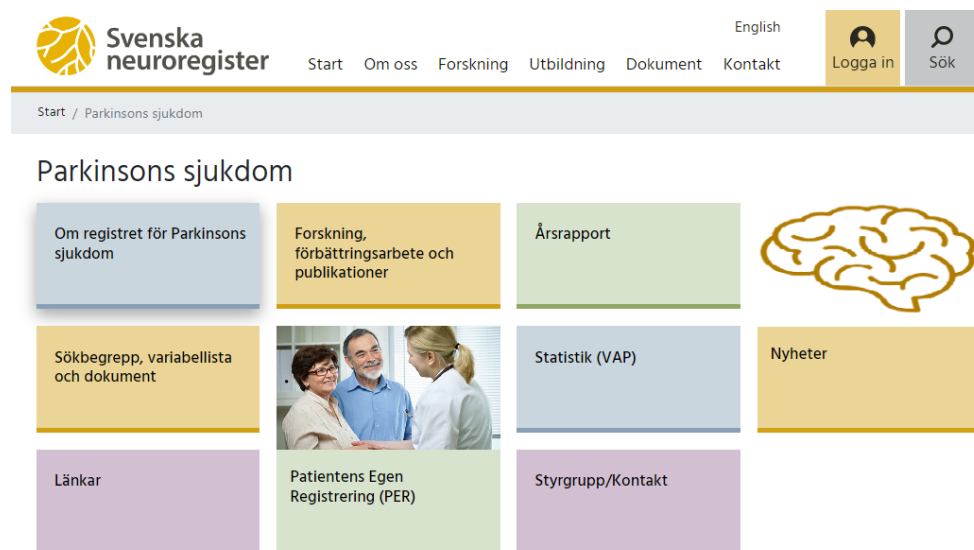 Svenska
neuroregister
English
Start Om oss Forskning Utbildning Dokument Kontakt
Logga in
Sök
Start / Parkinsons sjukdom
Parkinsons sjukdom
Om registret för Parkinsons
sjukdom
Forskning,
förbättringsarbete och
publikationer
Årsrapport
Sökbegrepp, variabellista
och dokument
Statistik (VAP)
Nyheter
Länkar
Patientens Egen
Registrering (PER)
Styrgrupp/Kontakt